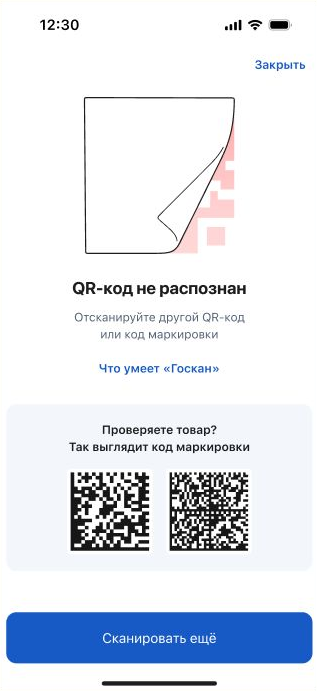 12:30
Закрыть
QR-код не распознан
Отсканируйте другой QR-код
или код маркировки
Что умеет «Госкан»
Проверяете товар?
Так выглядит код маркировки
Сканировать ещё